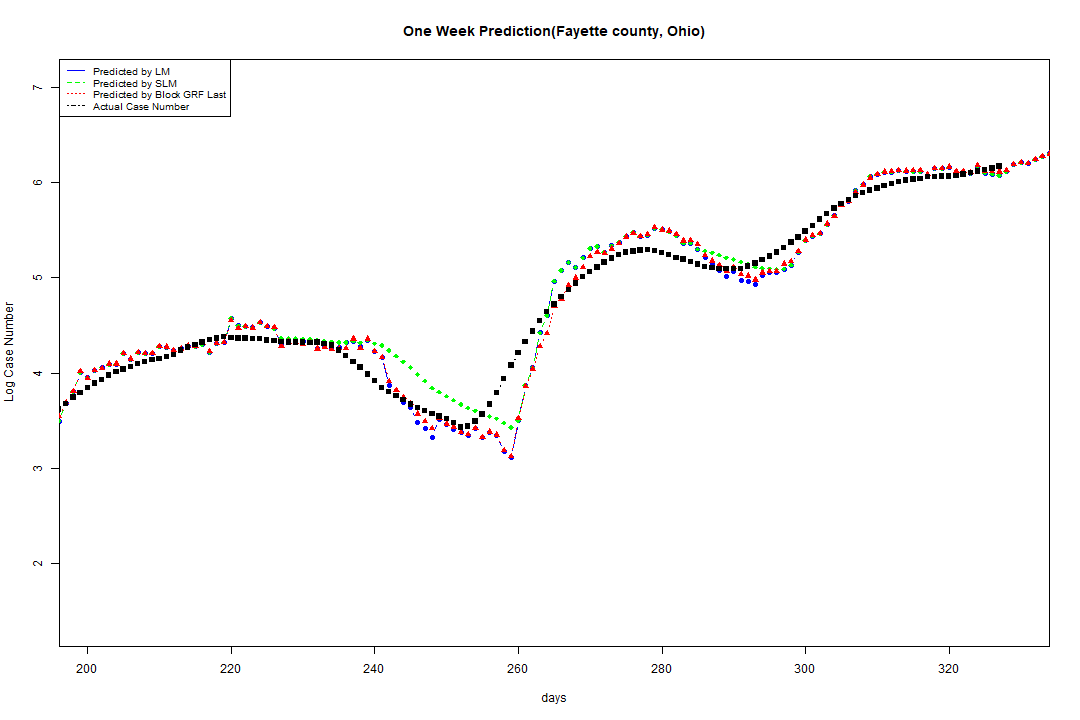 One Week Prediction(Fayette county, Ohio)
Predicted by LM
Predicted by SLM
Predicted by Block GRF Last
Actual Case Number
7
6
5
4
3
2
Log Case Number
200 220 240 260 280 300 320
days